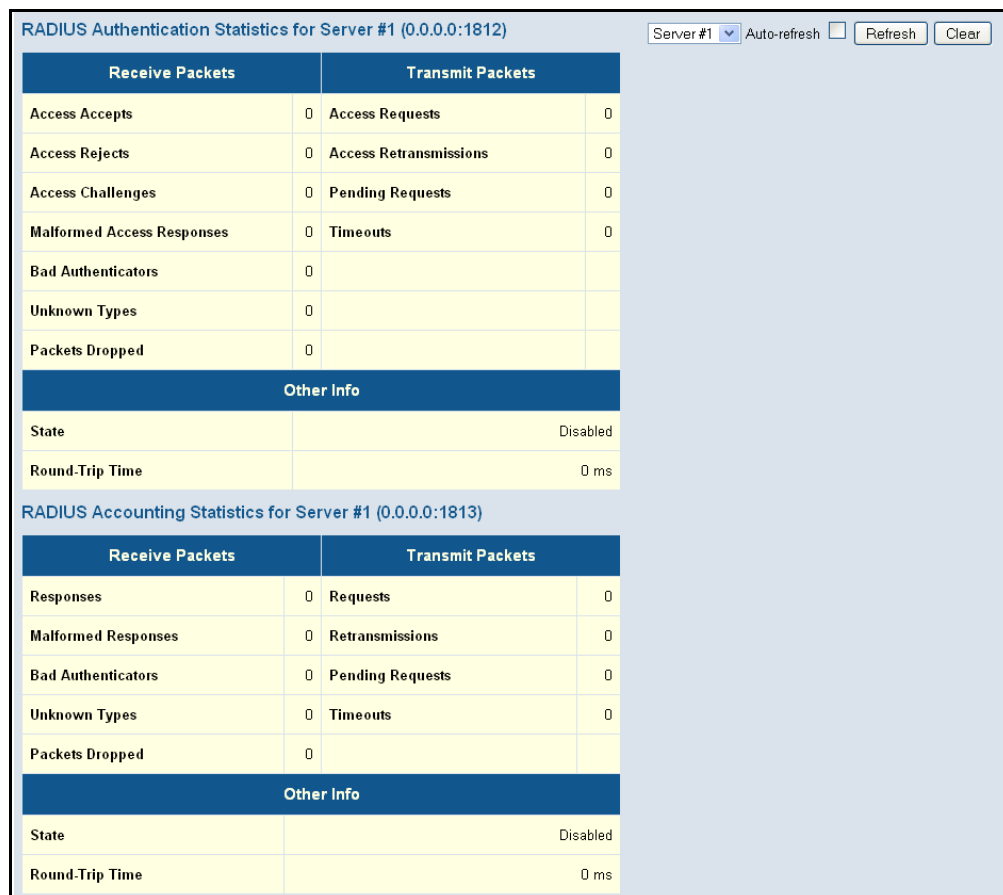 RADIUS Authentication Statistics for Server #1 (0.0.0.0:1812)
Server #1 Auto-refresh Refresh Clear
Receive Packets Transmit Packets
Access Accepts 0 Access Requests 0
Access Rejects 0 Access Retransmissions 0
Access Challenges 0 Pending Requests 0
Malformed Access Responses 0 Timeouts 0
Bad Authenticators 0
Unknown Types 0
Packets Dropped 0
Other Info
State Disabled
Round-Trip Time 0 ms
RADIUS Accounting Statistics for Server #1 (0.0.0.0:1813)
Receive Packets Transmit Packets
Responses 0 Requests 0
Malformed Responses 0 Retransmissions 0
Bad Authenticators 0 Pending Requests 0
Unknown Types 0 Timeouts 0
Packets Dropped 0
Other Info
State Disabled
Round-Trip Time 0 ms